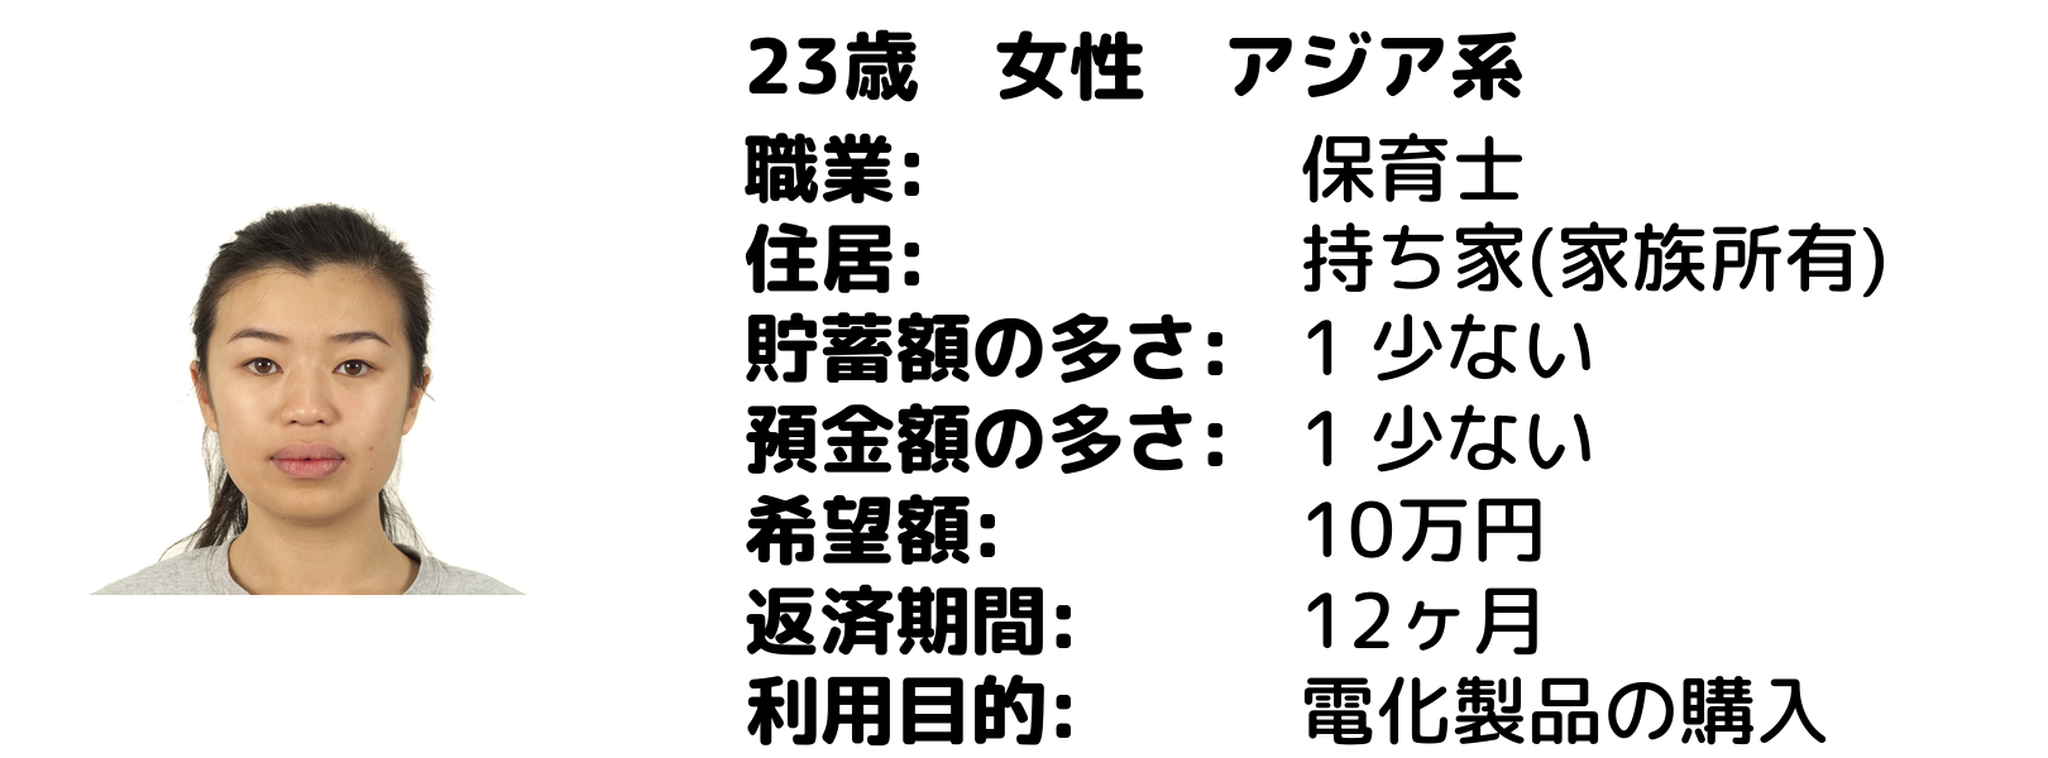 23歳　女性　アジア系
職業:　保育士
住居:　持ち家(家族所有)
貯蓄額の多さ:　1 少ない
預金額の多さ:　1 少ない
希望額:　10万円
返済期間:　12ヶ月
利用目的:　電化製品の購入